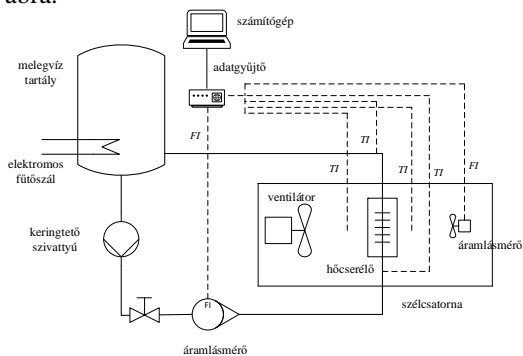 ábra.
számítógép
melegvíz
tartály
adatgyűjtő
FI
TI
elektromos
fűtőszál
TI
TI
TI
FI
ventilátor
keringtető
szivattyú
áramlásmérő
hőcserélő
szélcsatorna
FI
áramlásmérő